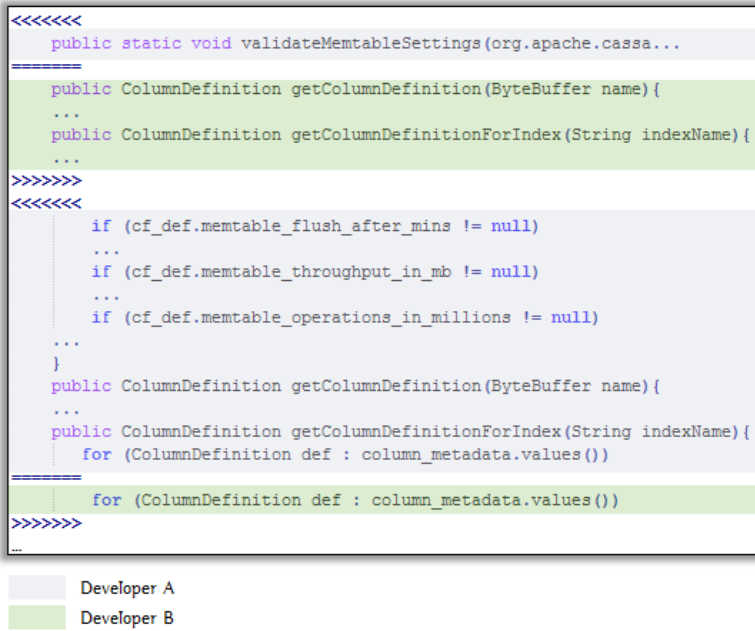 <<<<<<<
public static void validateMemtableSettings(org.apache.cassa...
=======
public ColumnDefinition getColumnDefinition(ByteBuffer name){
...
public ColumnDefinition getColumnDefinitionForIndex(String indexName){
...
>>>>>>>
<<<<<<<
if (cf_def.memtable_flush_after_mins != null)
...
if (cf_def.memtable_throughput_in_mb != null)
...
if (cf_def.memtable_operations_in_millions != null)
...
}
public ColumnDefinition getColumnDefinition(ByteBuffer name){
...
public ColumnDefinition getColumnDefinitionForIndex(String indexName){
for (ColumnDefinition def : column_metadata.values())
=======
for (ColumnDefinition def : column_metadata.values())
>>>>>>>
...
Developer A
Developer B